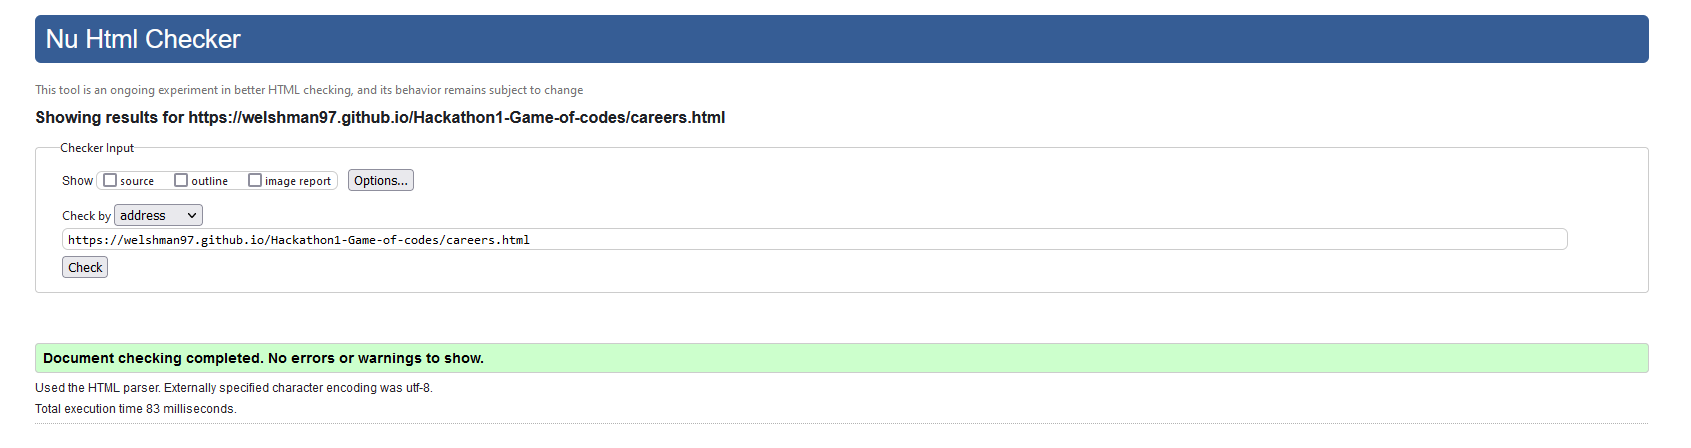 Nu Html Checker
This tool is an ongoing experiment in better HTML checking, and its behavior remains subject to change
Showing results for https://welshman97.github.io/Hackathon1-Game-of-codes/careers.html
Checker Input
Show source outline image report Options...
Check by address
https://welshman97.github.io/Hackathon1-Game-of-codes/careers.html
Check
Document checking completed. No errors or warnings to show.
Used the HTML parser. Externally specified character encoding was utf-8.
Total execution time 83 milliseconds.